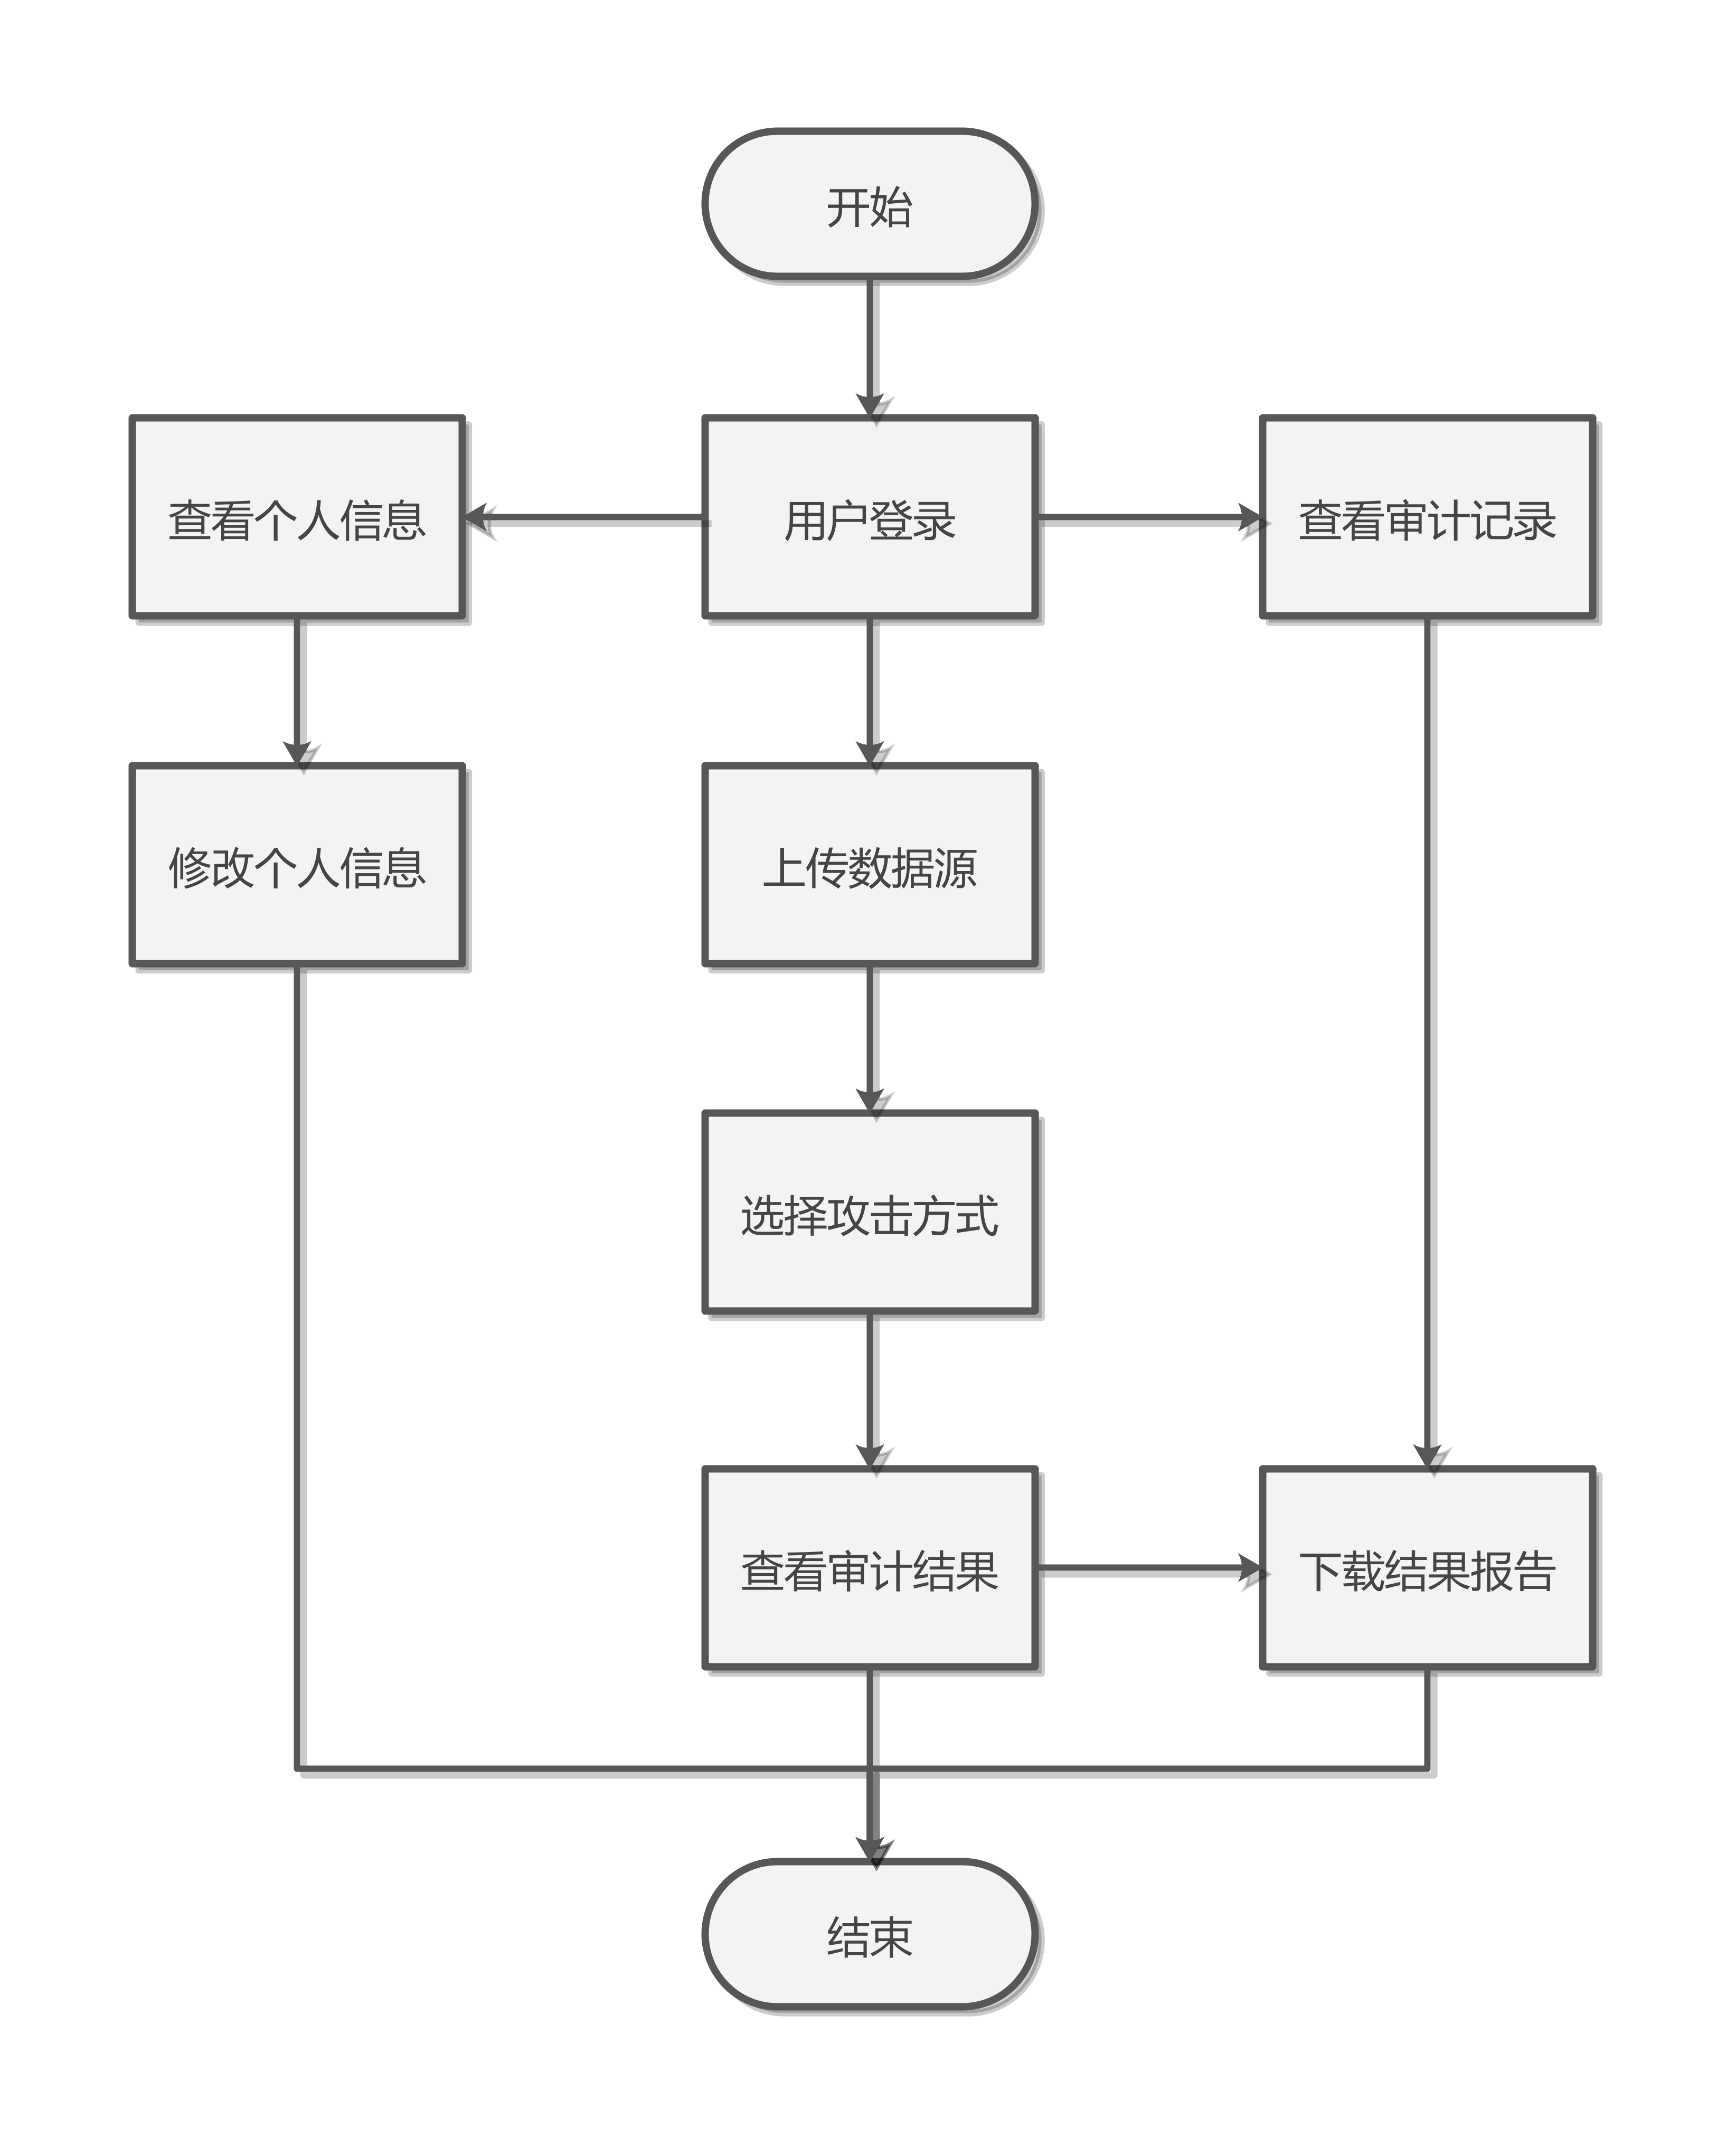 开始
查看个人信息
用户登录
查看审计记录
修改个人信息
上传数据源
选择攻击方式
查看审计结果
下载结果报告
结束